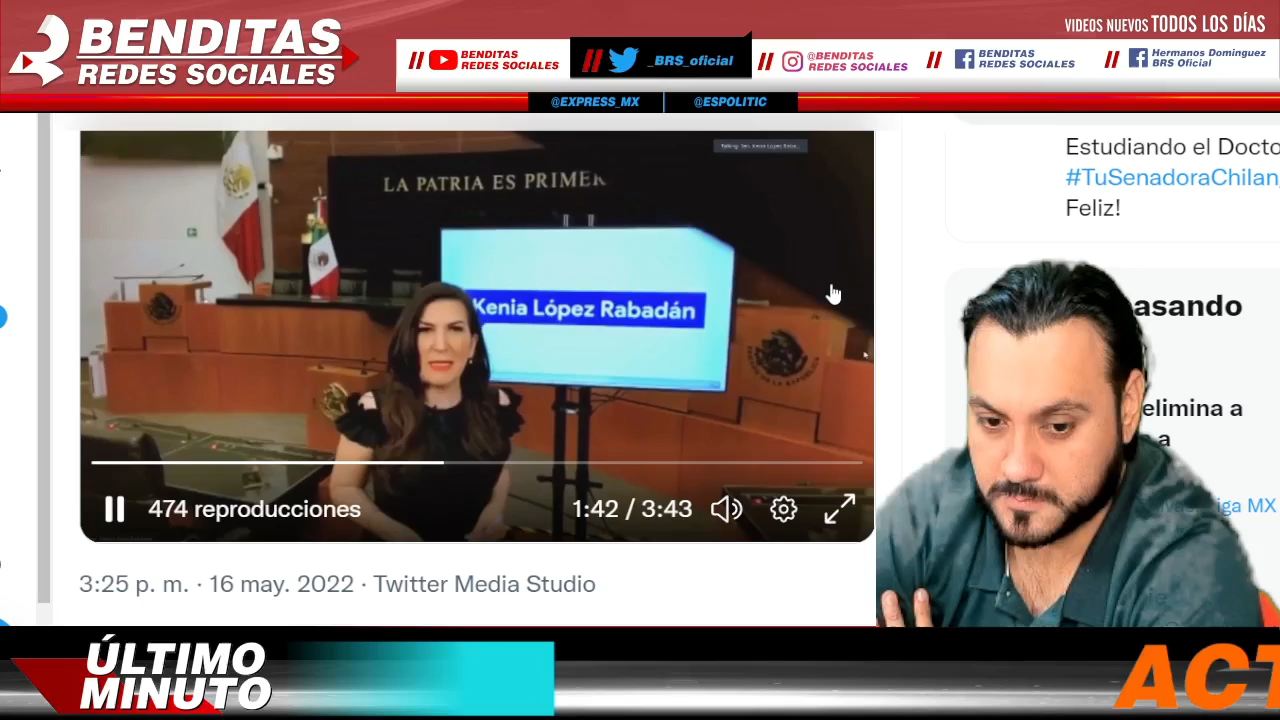 BENDITAS
REDES SOCIALES
VIDEOS NUEVOS TODOS LOS DÍAS
BENDITAS
REDES SOCIALES
_BRS_oficial
@BENDITAS
REDES SOCIALES
BENDITAS
REDES SOCIALES
Hermanos Dominguez
BRS Oficial
@EXPRESS_MX
@ESPOLITIC
LA PATRIA ES PRIMER
Kenia López Rabadán
474 reproducciones
1:42 / 3:43
3:25 p. m. · 16 may. 2022 · Twitter Media Studio
Estudiando el Docto
#TuSenadoraChilan
Feliz!
asando
elimina a
a
iga MX
ÚLTIMO
MINUTO
ACT